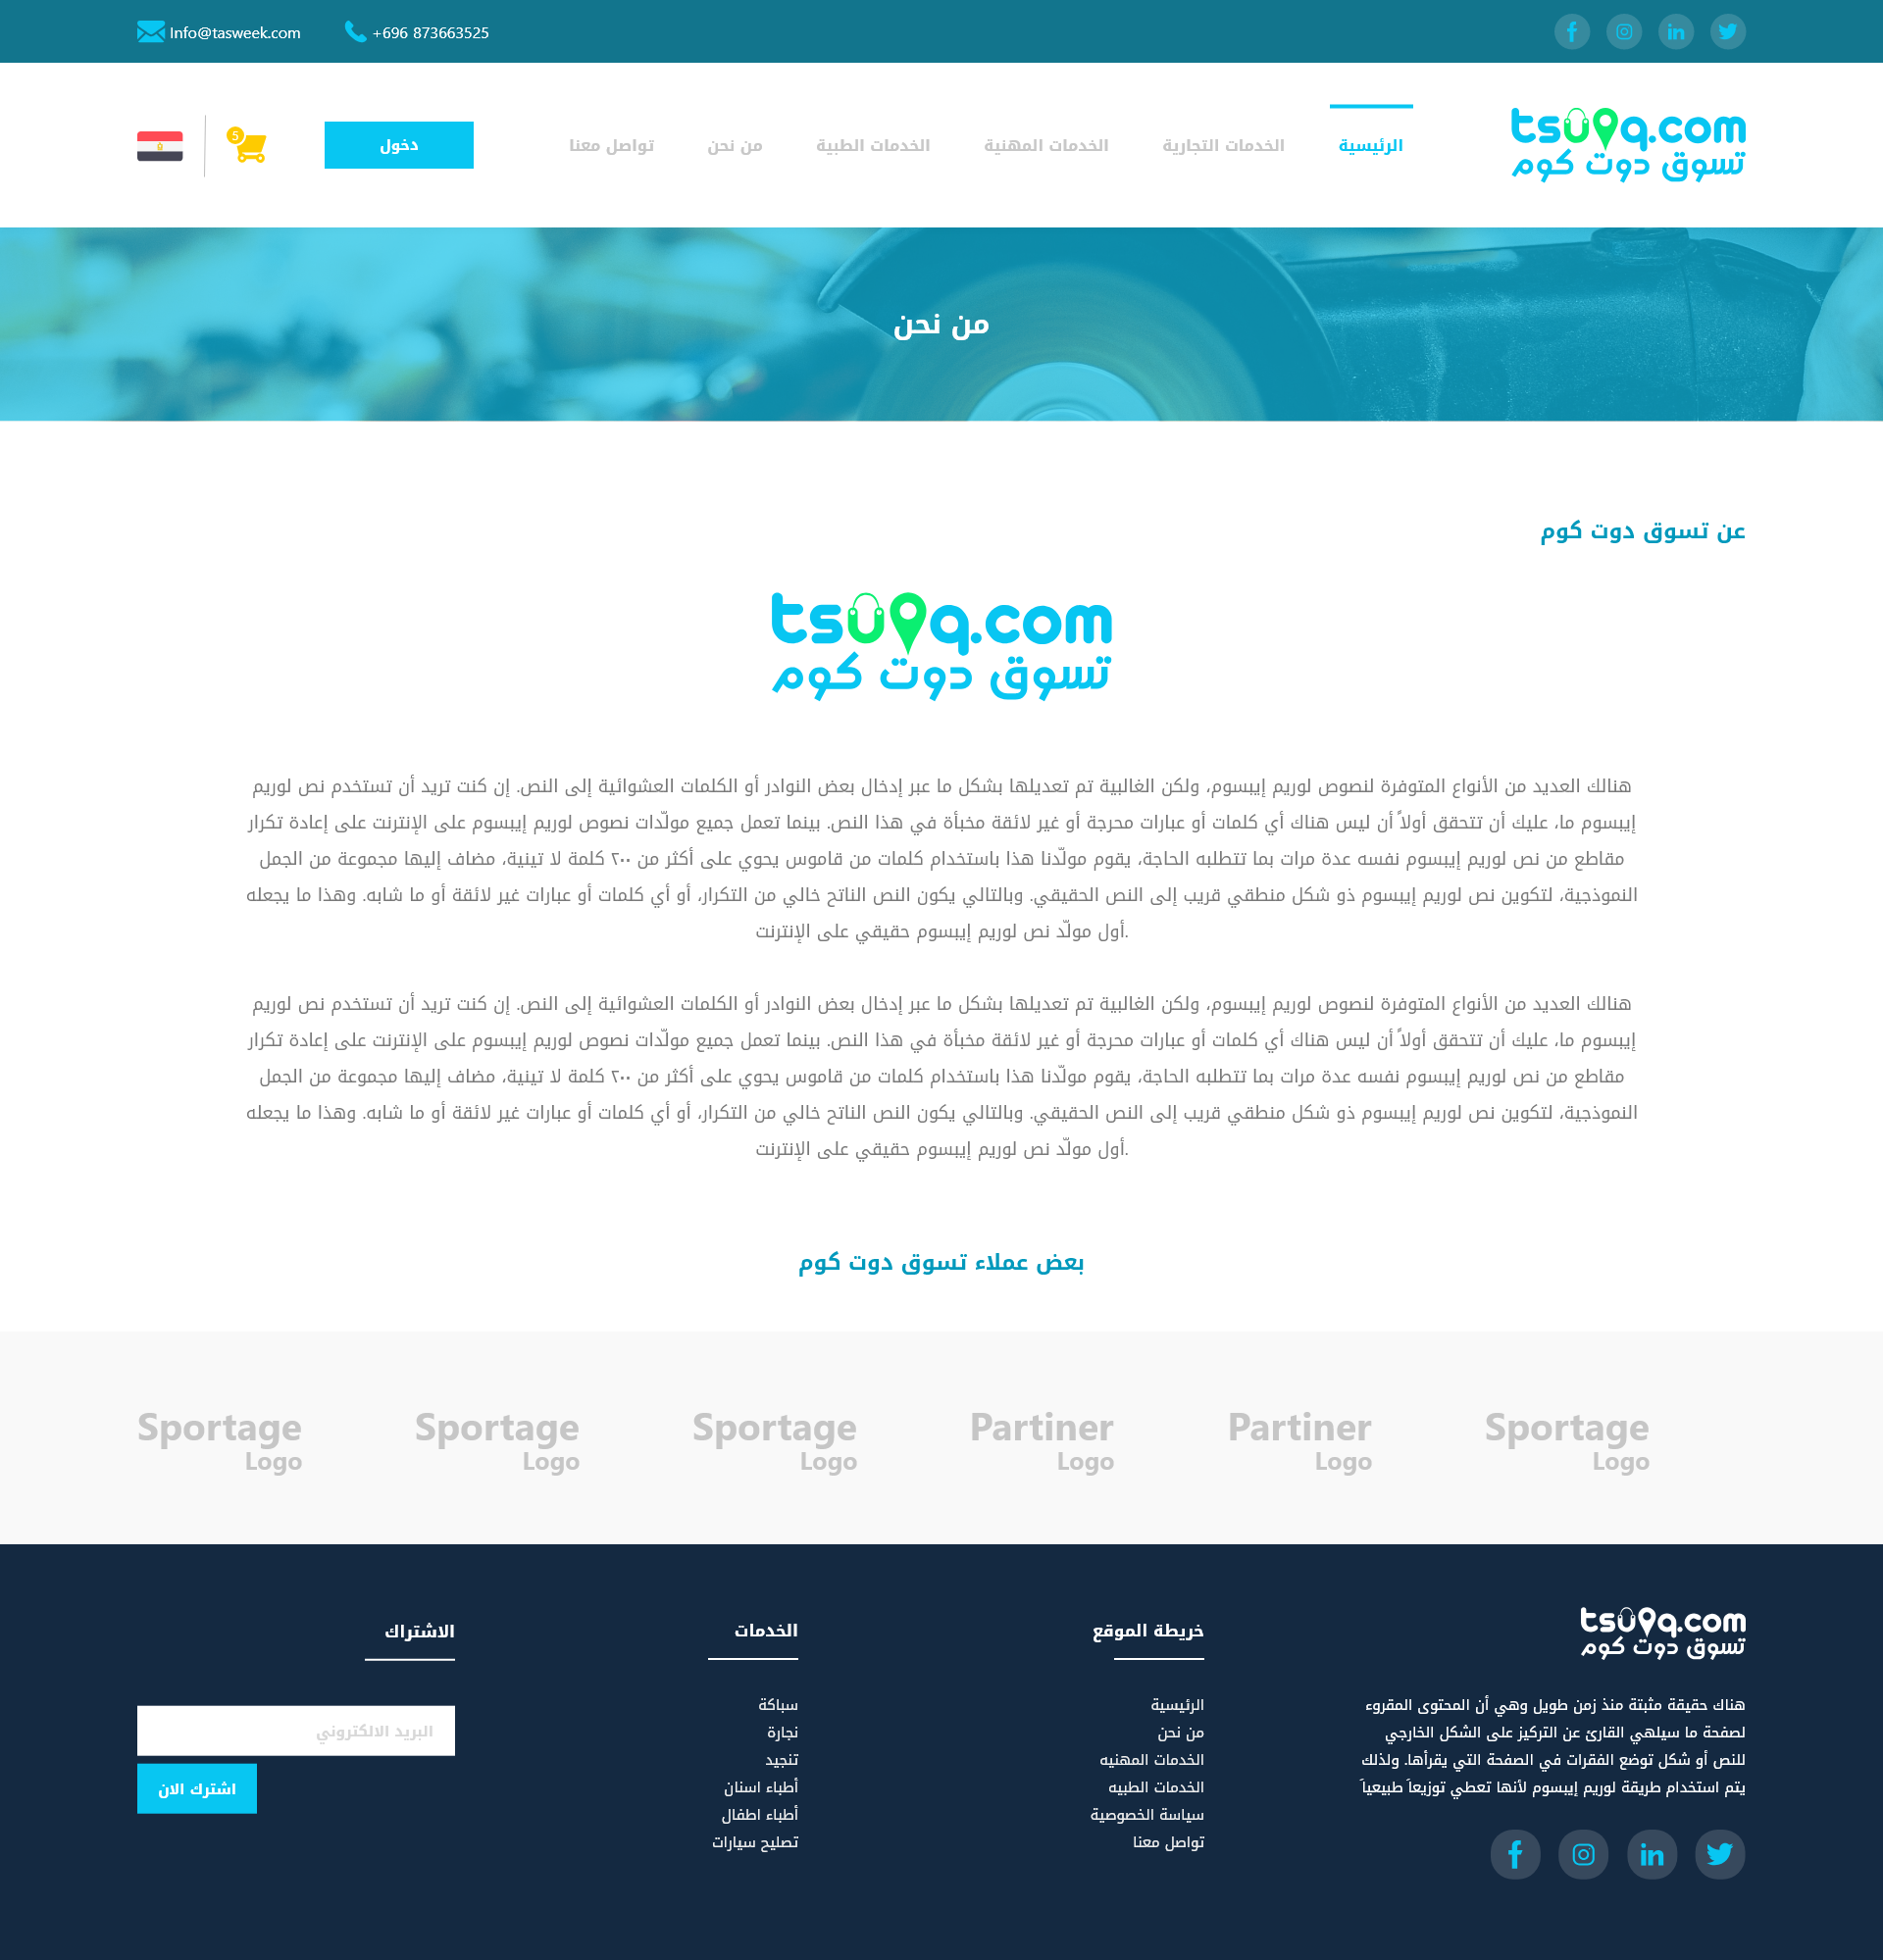 Info@tasweek.com
+696 873663525
tsuoq.com
تسوق دوت كوم
الرئيسية
الخدمات التجارية
الخدمات المهنية
الخدمات الطبية
من نحن
تواصل معنا
دخول
5
من نحن
عن تسوق دوت كوم
tsuoq.com
تسوق دوت كوم
هنالك العديد من الأنواع المتوفرة لنصوص لوريم إيبسوم، ولكن الغالبية تم تعديلها بشكل ما عبر إدخال بعض النوادر أو الكلمات العشوائية إلى النص. إن كنت تريد أن تستخدم نص لوريم
إيبسوم ما، عليك أن تتحقق أولاً أن ليس هناك أي كلمات أو عبارات محرجة أو غير لائقة مخبأة في هذا النص. بينما تعمل جميع مولّدات نصوص لوريم إيبسوم على الإنترنت على إعادة تكرار
مقاطع من نص لوريم إيبسوم نفسه عدة مرات بما تتطلبه الحاجة، يقوم مولّدنا هذا باستخدام كلمات من قاموس يحوي على أكثر من ٢٠٠ كلمة لا تينية، مضاف إليها مجموعة من الجمل
النموذجية، لتكوين نص لوريم إيبسوم ذو شكل منطقي قريب إلى النص الحقيقي. وبالتالي يكون النص الناتح خالي من التكرار، أو أي كلمات أو عبارات غير لائقة أو ما شابه. وهذا ما يجعله
.أول مولّد نص لوريم إيبسوم حقيقي على الإنترنت
هنالك العديد من الأنواع المتوفرة لنصوص لوريم إيبسوم، ولكن الغالبية تم تعديلها بشكل ما عبر إدخال بعض النوادر أو الكلمات العشوائية إلى النص. إن كنت تريد أن تستخدم نص لوريم
إيبسوم ما، عليك أن تتحقق أولاً أن ليس هناك أي كلمات أو عبارات محرجة أو غير لائقة مخبأة في هذا النص. بينما تعمل جميع مولّدات نصوص لوريم إيبسوم على الإنترنت على إعادة تكرار
مقاطع من نص لوريم إيبسوم نفسه عدة مرات بما تتطلبه الحاجة، يقوم مولّدنا هذا باستخدام كلمات من قاموس يحوي على أكثر من ٢٠٠ كلمة لا تينية، مضاف إليها مجموعة من الجمل
النموذجية، لتكوين نص لوريم إيبسوم ذو شكل منطقي قريب إلى النص الحقيقي. وبالتالي يكون النص الناتح خالي من التكرار، أو أي كلمات أو عبارات غير لائقة أو ما شابه. وهذا ما يجعله
.أول مولّد نص لوريم إيبسوم حقيقي على الإنترنت
بعض عملاء تسوق دوت كوم
Sportage
Logo
Sportage
Logo
Sportage
Logo
Partiner
Logo
Partiner
Logo
Sportage
Logo
tsuoq.com
تسوق دوت كوم
هناك حقيقة مثبتة منذ زمن طويل وهي أن المحتوى المقروء
لصفحة ما سيلهي القارئ عن التركيز على الشكل الخارجي
للنص أو شكل توضع الفقرات في الصفحة التي يقرأها. ولذلك
يتم استخدام طريقة لوريم إيبسوم لأنها تعطي توزيعاَ طبيعياَ
خريطة الموقع
الرئيسية
من نحن
الخدمات المهنيه
الخدمات الطبيه
سياسة الخصوصية
تواصل معنا
الخدمات
سباكة
نجارة
تنجيد
أطباء اسنان
أطباء اطفال
تصليح سيارات
الاشتراك
البريد الالكتروني
اشترك الان